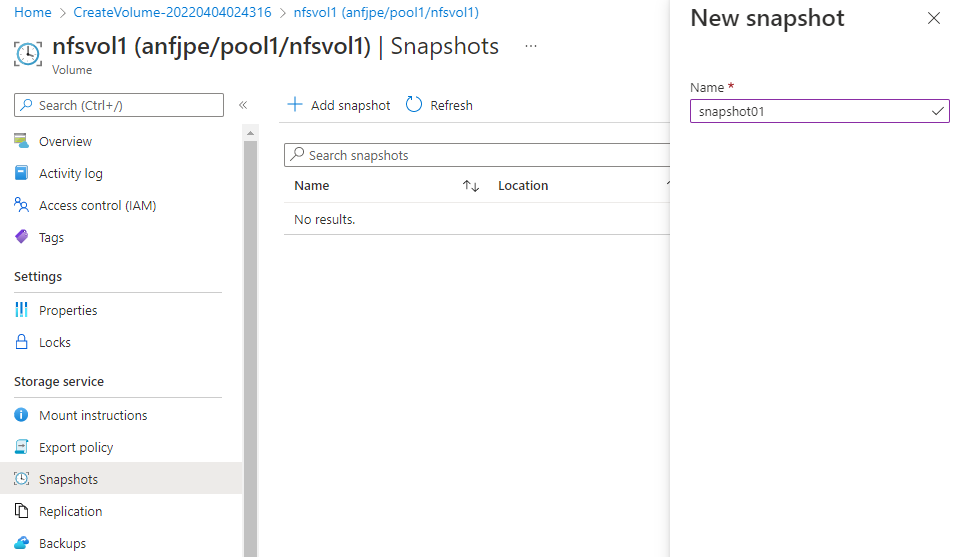 Home > CreateVolume-20220404024316 > nfsvol1 (anfjpe/pool1/nfsvol1)
nfsvol1 (anfjpe/pool1/nfsvol1) | Snapshots ...
Volume
Search (Ctrl+/)
Overview
Activity log
Access control (IAM)
Tags
Settings
Properties
Locks
Storage service
Mount instructions
Export policy
Snapshots
Replication
Backups
Add snapshot Refresh
Search snapshots
Name Location
No results.
New snapshot
Name *
snapshot01